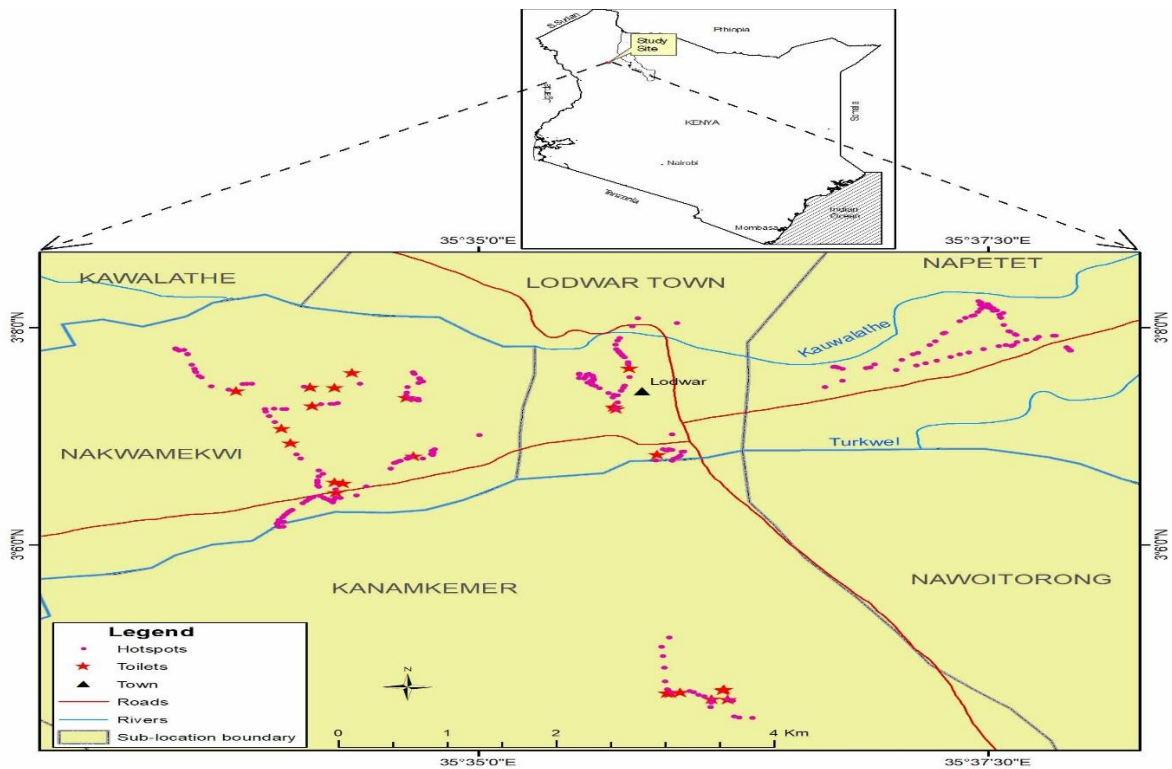 S.Sudan
Ethiopia
Study
Site
Uganda
Somalia
KENYA
Nairobi
Tanzania
Indian
Ocean
Mombasa
35°35'0"E
35°37'30"E
KAWALATHE
LODWAR TOWN
NAPETET
3°8'0"N
3°8'0"N
Kauwalathe
Lodwar
NAKWAMEKWI
Turkwel
3°6'0"N
3°6'0"N
KANAMKEMER
NAWOITORONG
Legend
Hotspots
Toilets
Town
Roads
Rivers
Sub-location boundary
N
0 1 2 4 Km
35°35'0"E
35°37'30"E